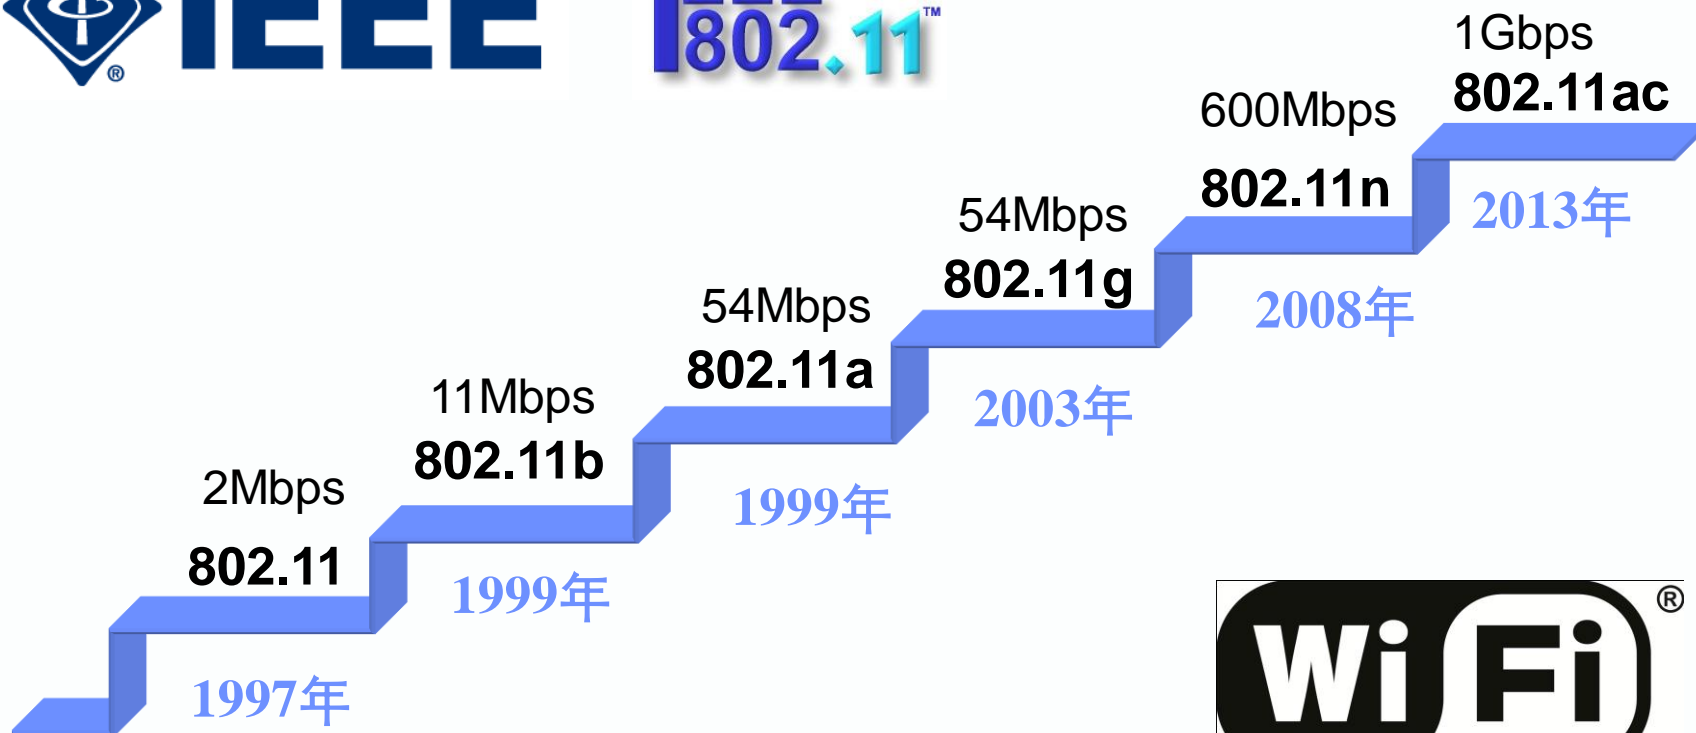 IEEE
®
802.11™
1Gbps
802.11ac
2013年
600Mbps
802.11n
2008年
54Mbps
802.11g
2003年
54Mbps
802.11a
1999年
11Mbps
802.11b
1999年
2Mbps
802.11
1997年
WiFi®